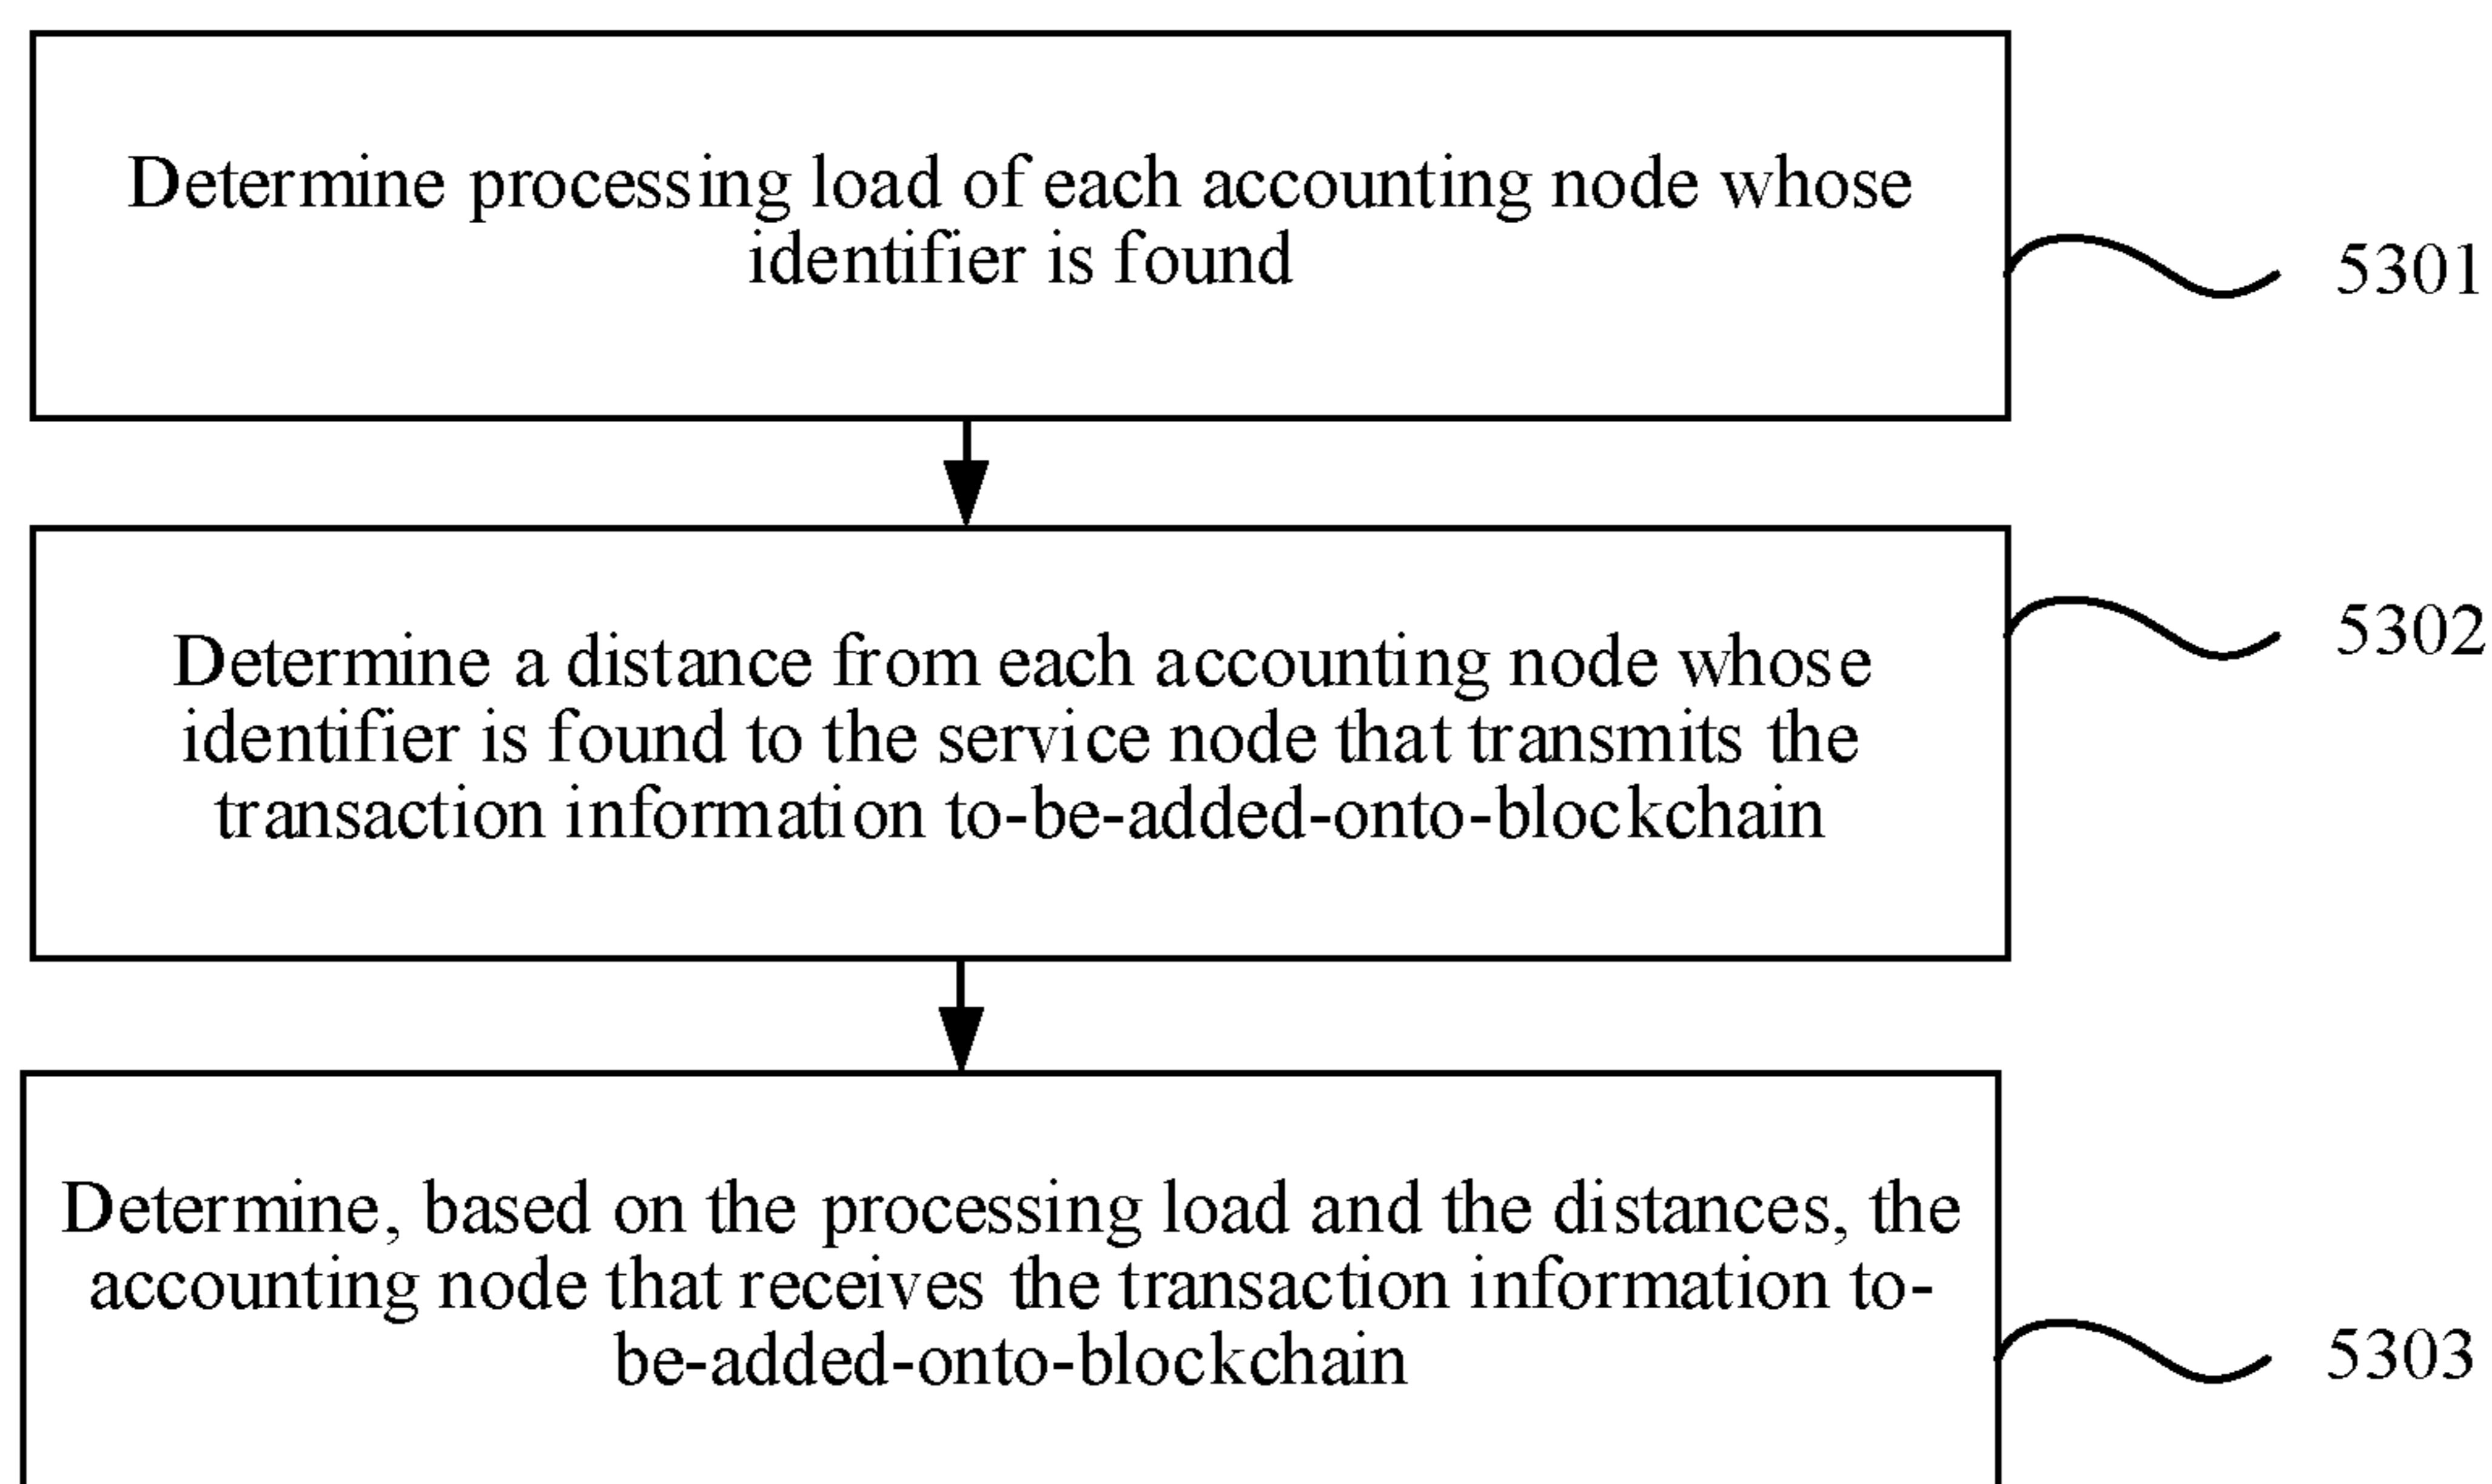 Determine processing load of each accounting node whose
identifier is found
5301
Determine a distance from each accounting node whose
identifier is found to the service node that transmits the
transaction information to-be-added-onto-blockchain
5302
Determine, based on the processing load and the distances, the
accounting node that receives the transaction information to-
be-added-onto-blockchain
5303